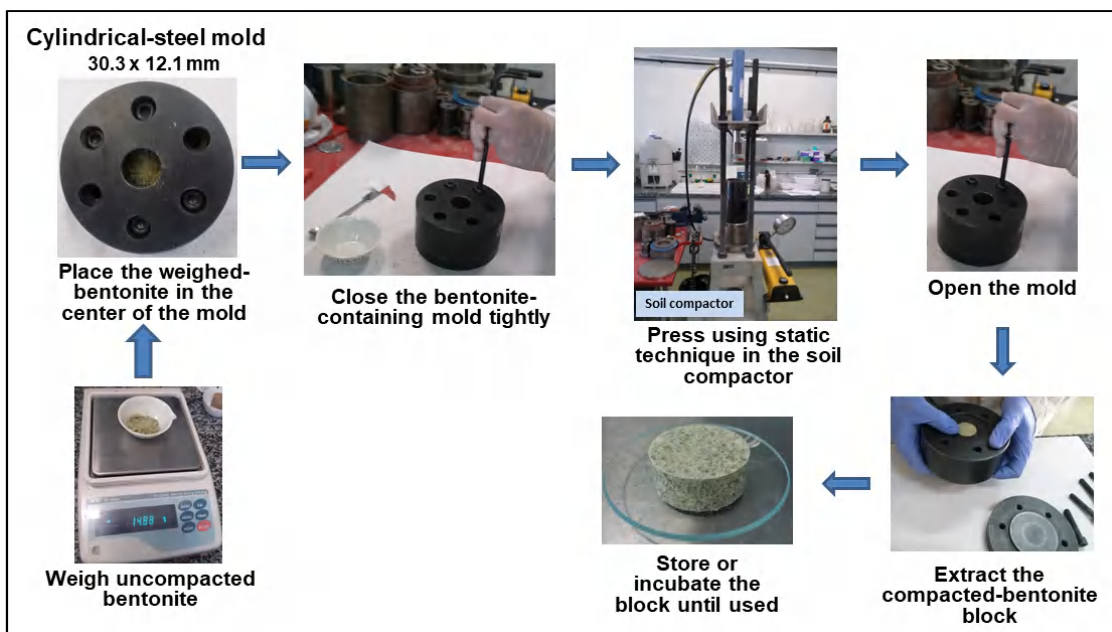 Cylindrical-steel mold
30.3 x 12.1 mm
Place the weighed-
bentonite in the
center of the mold
Close the bentonite-
containing mold tightly
Soil compactor
Press using static
technique in the soil
compactor
Open the mold
Weigh uncompacted
bentonite
14.88
Store or
incubate the
block until used
Extract the
compacted-bentonite
block